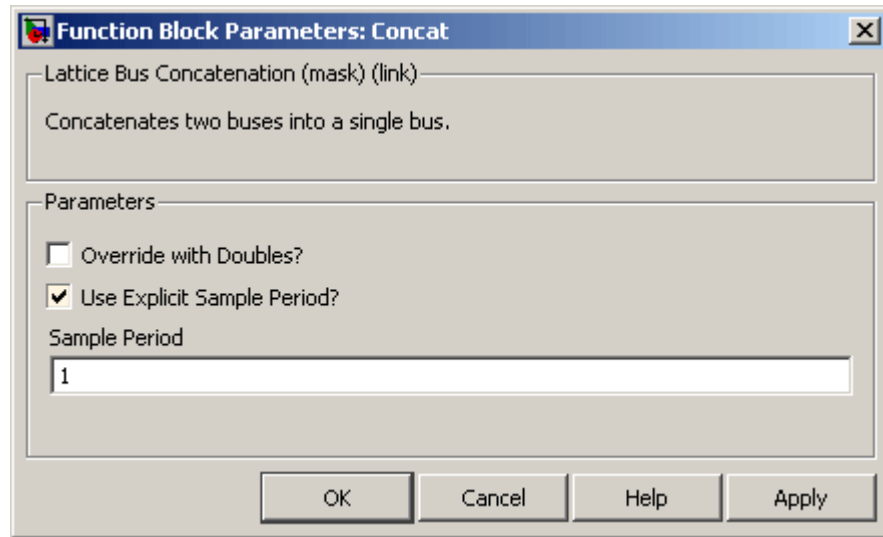 Function Block Parameters: Concat
Lattice Bus Concatenation (mask) (link)
Concatenates two buses into a single bus.
Parameters
Override with Doubles?
Use Explicit Sample Period?
Sample Period
1
OK Cancel Help Apply